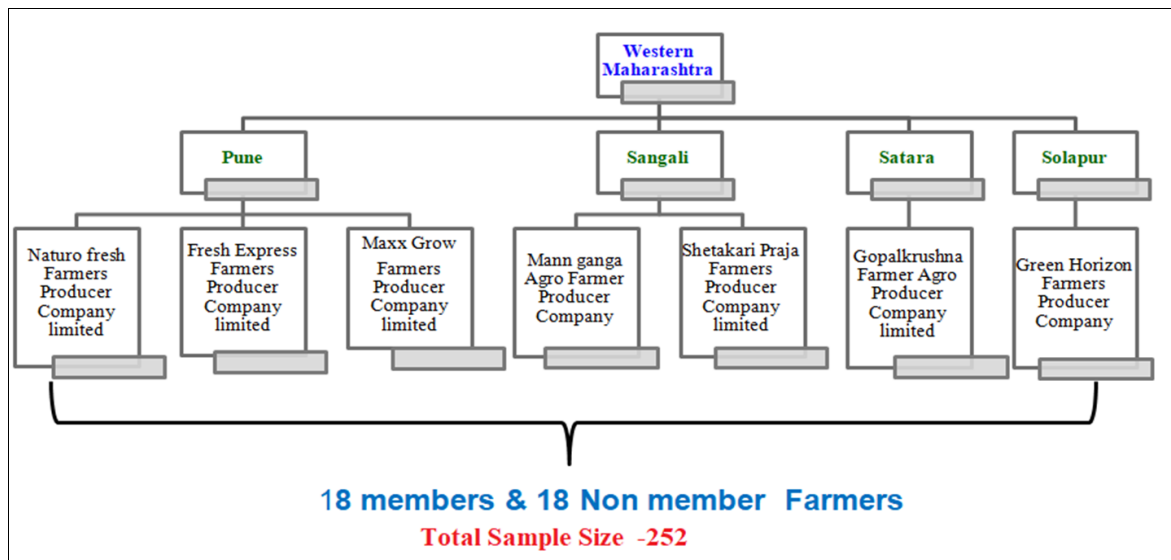 Western
Maharashtra
Pune
Sangali
Satara
Solapur
Naturo fresh
Farmers
Producer
Company
limited
Fresh Express
Farmers
Producer
Company
limited
Maxx Grow
Farmers
Producer
Company
limited
Mann ganga
Agro Farmer
Producer
Company
Shetakari Praja
Farmers
Producer
Company
limited
Gopalkrushna
Farmer Agro
Producer
Company
limited
Green Horizon
Farmers
Producer
Company
18 members & 18 Non member Farmers
Total Sample Size -252